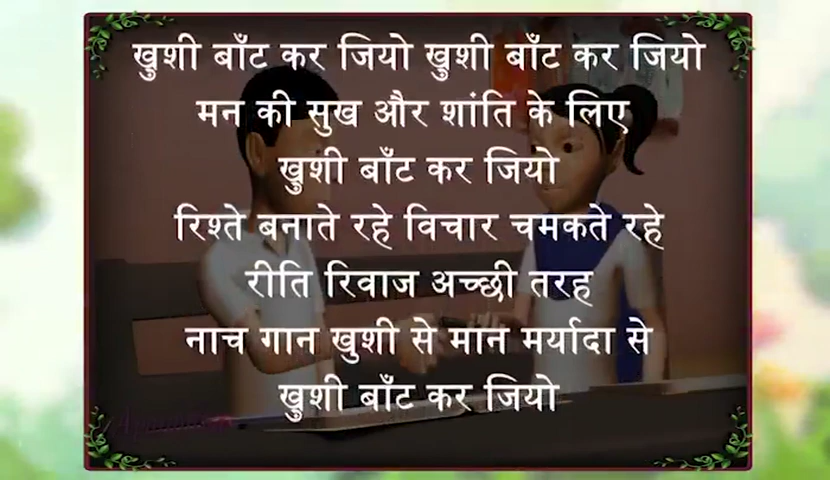 खुशी बाँट कर जियो खुशी बाँट कर जियो
मन की सुख और शांति के लिए
खुशी बाँट कर जियो
रिश्ते बनाते रहे विचार चमकते रहे
रीति रिवाज अच्छी तरह
नाच गान खुशी से मान मर्यादा से
खुशी बाँट कर जियो